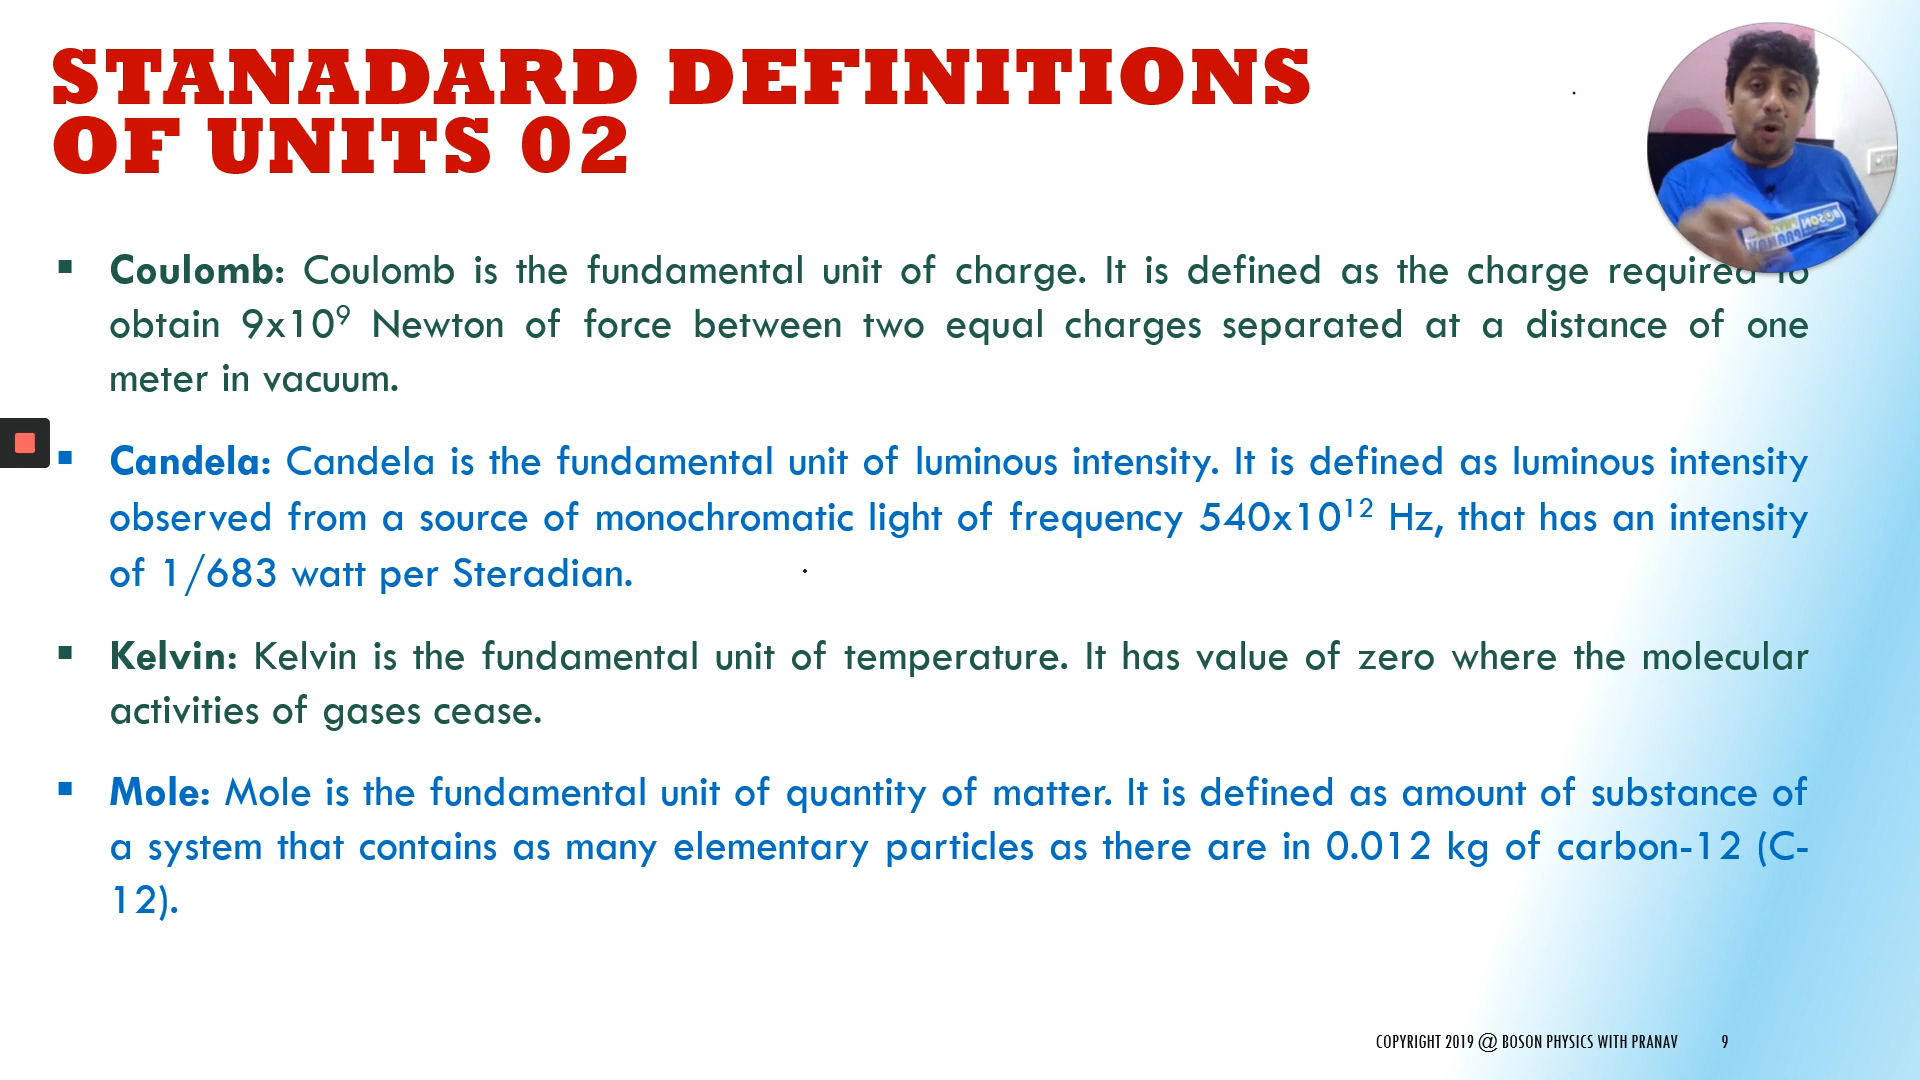 STANADARD DEFINITIONS
OF UNITS 02
▪ Coulomb: Coulomb is the fundamental unit of charge. It is defined as the charge required to
obtain 9x10⁹ Newton of force between two equal charges separated at a distance of one
meter in vacuum.
▪ Candela: Candela is the fundamental unit of luminous intensity. It is defined as luminous intensity
observed from a source of monochromatic light of frequency 540x10¹² Hz, that has an intensity
of 1/683 watt per Steradian.
▪ Kelvin: Kelvin is the fundamental unit of temperature. It has value of zero where the molecular
activities of gases cease.
▪ Mole: Mole is the fundamental unit of quantity of matter. It is defined as amount of substance of
a system that contains as many elementary particles as there are in 0.012 kg of carbon-12 (C-
12).
COPYRIGHT 2019 @ BOSON PHYSICS WITH PRANAV 9